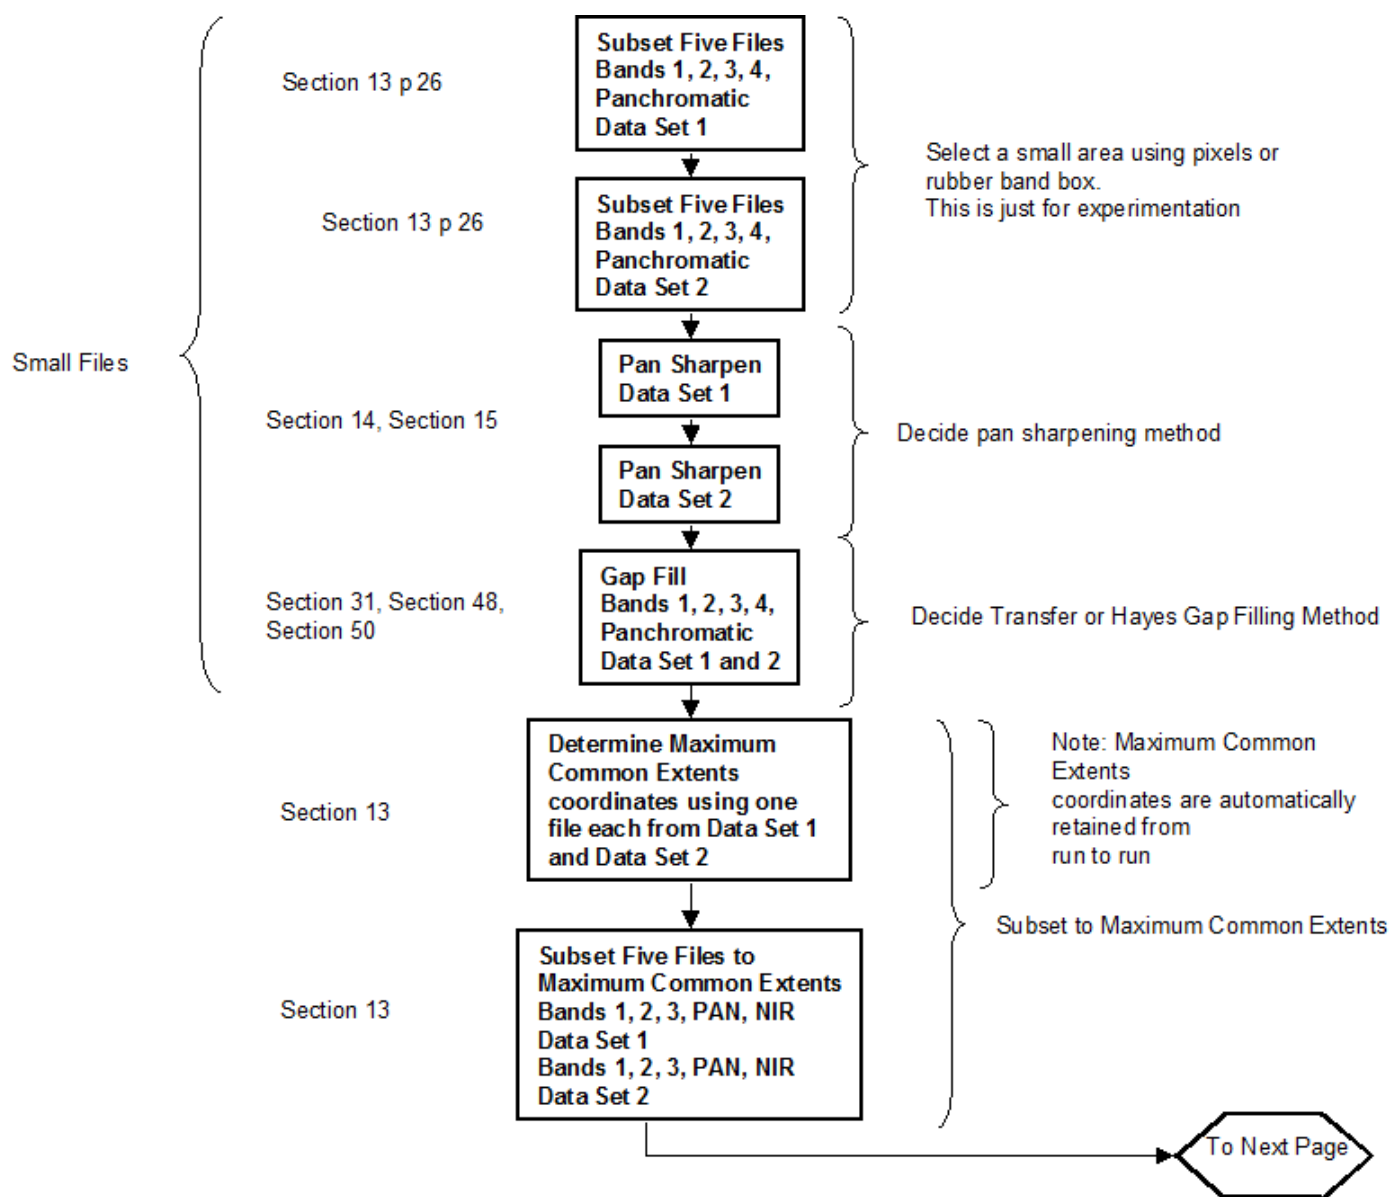 Subset Five Files
Bands 1, 2, 3, 4,
Panchromatic
Data Set 1
Section 13 p 26
Select a small area using pixels or
rubber band box.
This is just for experimentation
Subset Five Files
Bands 1, 2, 3, 4,
Panchromatic
Data Set 2
Section 13 p 26
Small Files
Pan Sharpen
Data Set 1
Section 14, Section 15
Decide pan sharpening method
Pan Sharpen
Data Set 2
Gap Fill
Bands 1, 2, 3, 4,
Panchromatic
Data Set 1 and 2
Section 31, Section 48,
Section 50
Decide Transfer or Hayes Gap Filling Method
Determine Maximum
Common Extents
coordinates using one
file each from Data Set 1
and Data Set 2
Section 13
Note: Maximum Common
Extents
coordinates are automatically
retained from
run to run
Subset to Maximum Common Extents
Subset Five Files to
Maximum Common Extents
Bands 1, 2, 3, PAN, NIR
Data Set 1
Bands 1, 2, 3, PAN, NIR
Data Set 2
Section 13
To Next Page